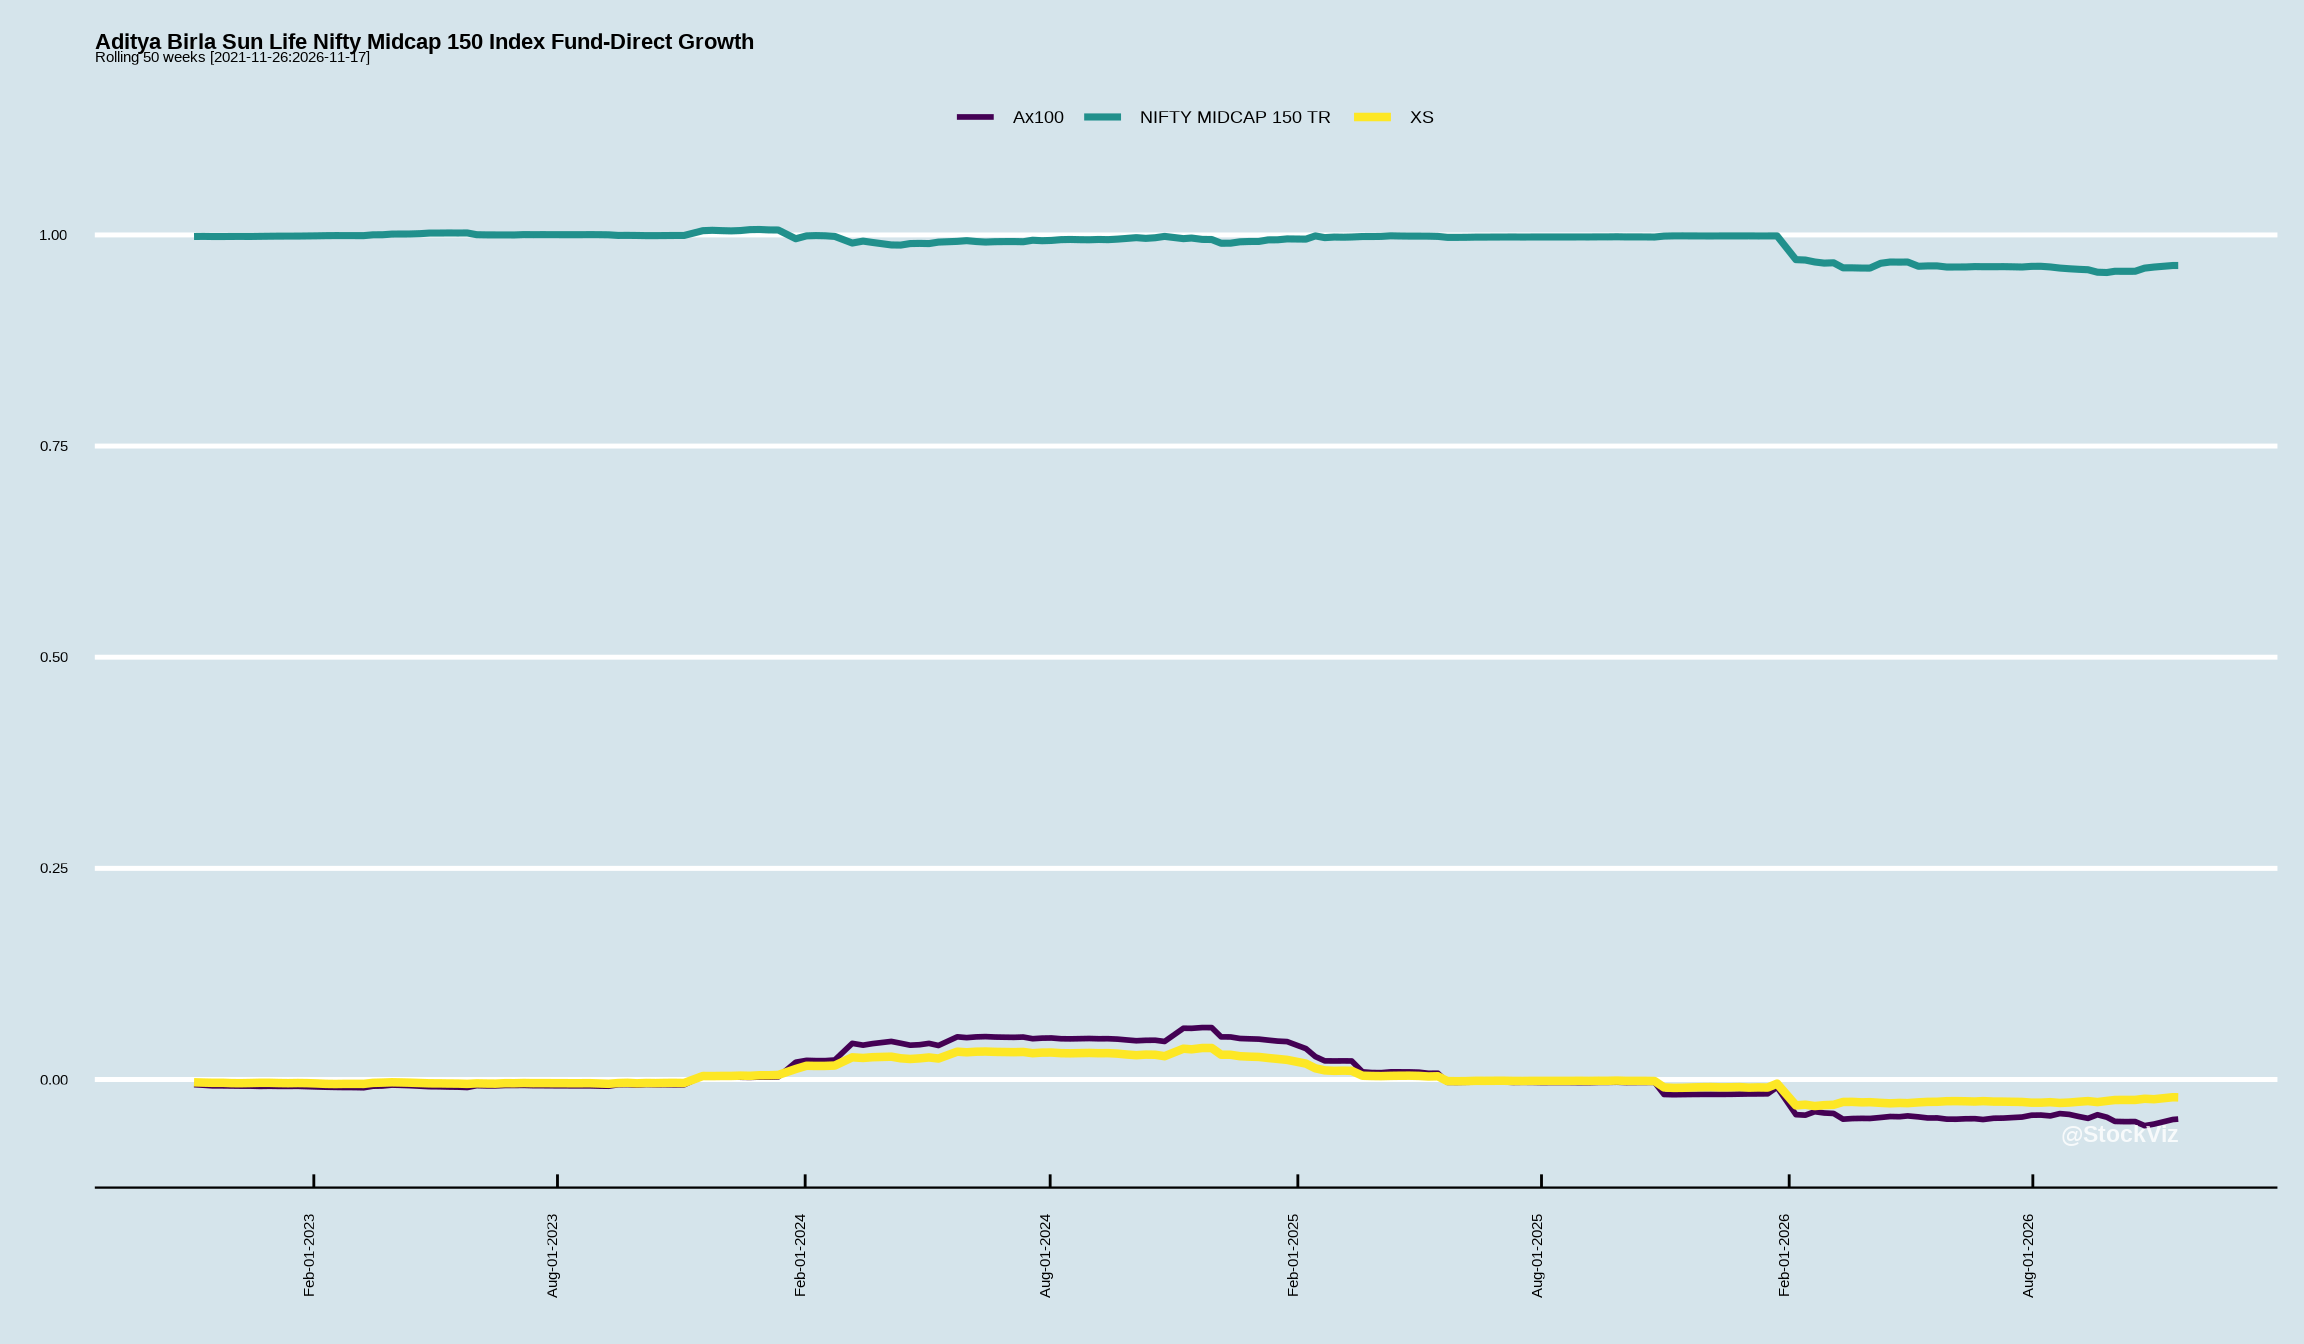 Aditya Birla Sun Life Nifty Midcap 150 Index Fund-Direct Growth
Rolling 50 weeks [2021-11-26:2026-11-17]
Ax100 NIFTY MIDCAP 150 TR XS
1.00
0.75
0.50
0.25
0.00
@StockViz
Feb-01-2023
Aug-01-2023
Feb-01-2024
Aug-01-2024
Feb-01-2025
Aug-01-2025
Feb-01-2026
Aug-01-2026